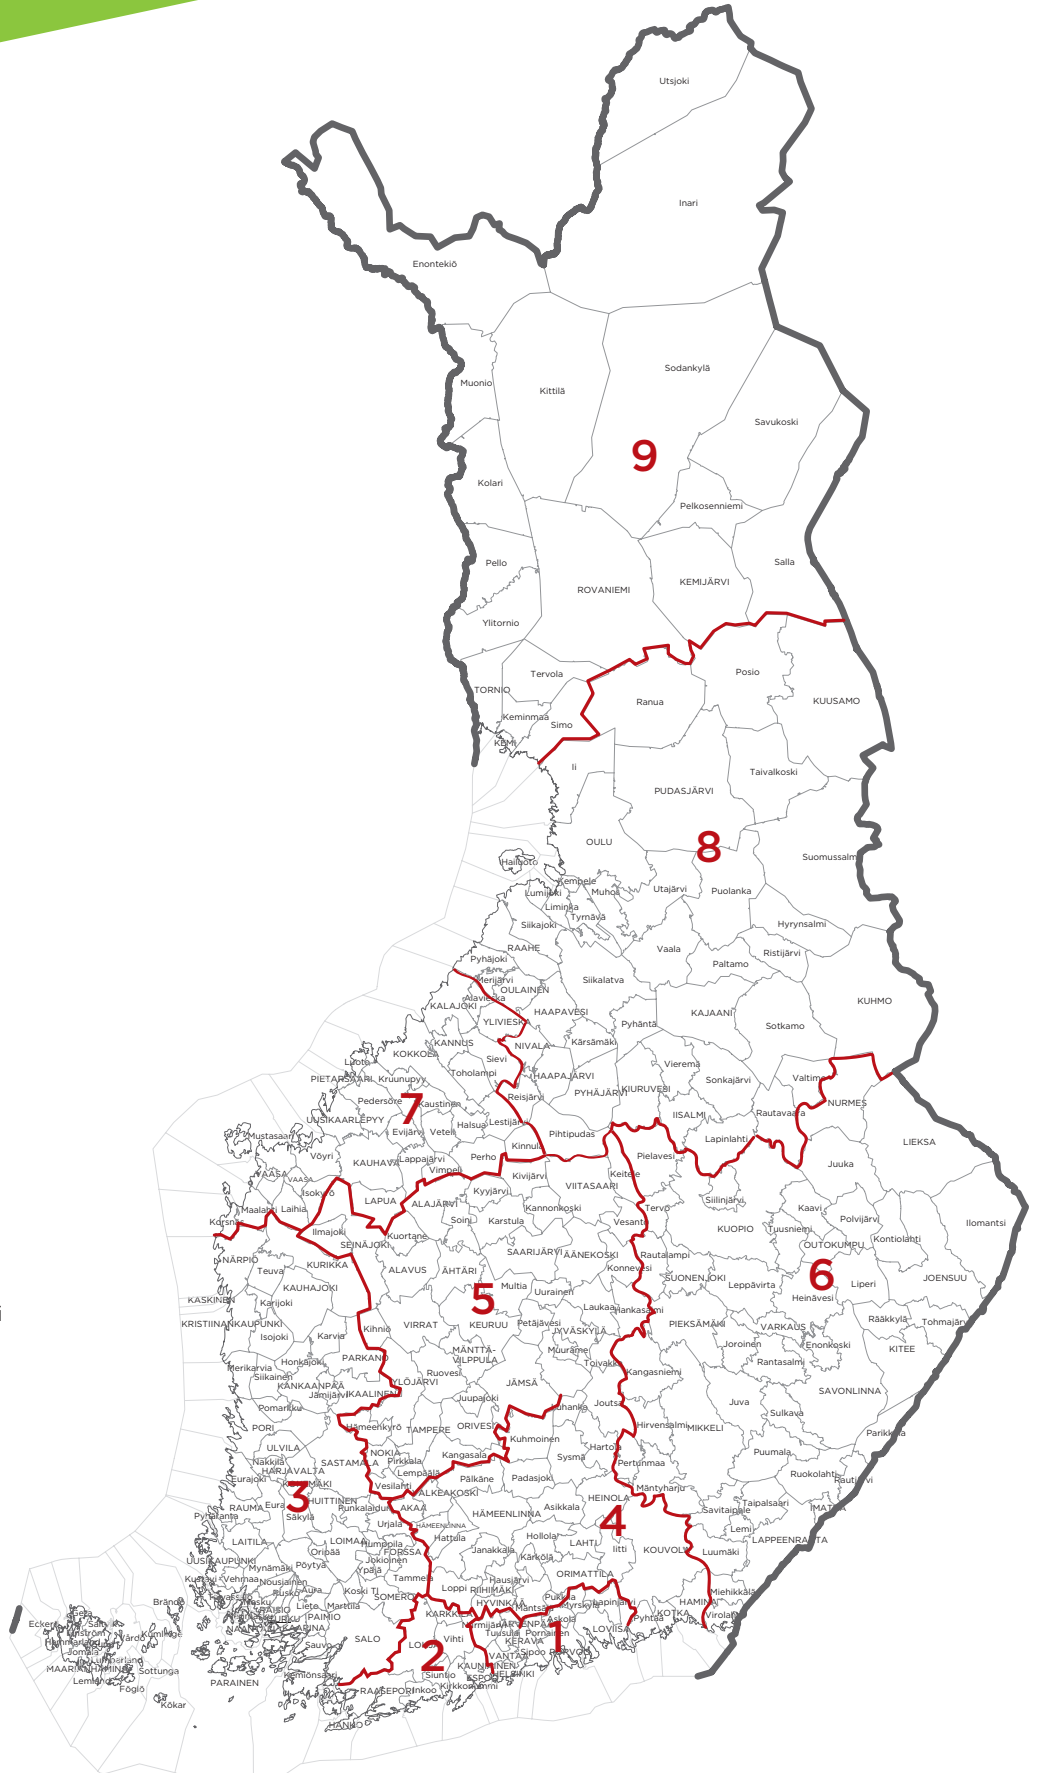 Utsjoki
Inari
Enontekiö
Sodankylä
Muonio
Kittilä
Savukoski
9
Kolari
Pelkosenniemi
Pello
Salla
KEMIJÄRVI
ROVANIEMI
Ylitornio
Tervola
Posio
TORNIO
Ranua
KUUSAMO
Keminmaa
Simo
KEMI
Ii
Taivalkoski
PUDASJÄRVI
OULU
8
Suomussalmi
Hailuoto
Kempele
Lumijoki
Muhos
Utajärvi
Puolanka
Liminka
Tyrnävä
Siikajoki
Hyrynsalmi
RAAHE
Vaala
Ristijärvi
Pyhäjoki
Paltamo
Merijärvi
Siikalatva
OULAINEN
Alavieska
KALAJOKI
KUHMO
HAAPAVESI
KAJAANI
YLIVIESKA
Pyhäntä
Sotkamo
KANNUS
NIVALA
Kärsämäki
KOKKOLA
Sievi
Luoto
Vieremä
Toholampi
HAAPAJÄRVI
Sonkajärvi
Valtimo
PIETARSAARI
Kruunupyy
KIURUVESI
PYHÄJÄRVI
Reisjärvi
Pedersöre
Kaustinen
NURMES
7
IISALMI
Rautavaara
UUSIKAARLEPYY
Halsua
Lestijärvi
Evijärvi
Veteli
Pihtipudas
Mustasaari
Lapinlahti
LIEKSA
Kinnula
Vöyri
Perho
Pielavesi
KAUHAVA
Lappajärvi
Juuka
Vimpeli
VAASA
VAASA
Kivijärvi
Keitele
VIITASAARI
Isokyrö
LAPUA
Kyyjärvi
ALAJÄRVI
Siilinjärvi
Maalahti
Laihia
Kannonkoski
Tervo
Kaavi
Korsnäs
Soini
Karstula
Vesanto
Polvijärvi
Ilomantsi
Ilmajoki
KUOPIO
Tuusniemi
Kuortane
Kontiolahti
SEINÄJOKI
OUTOKUMPU
SAARIJÄRVI
ÄÄNEKOSKI
Rautalampi
NÄRPIÖ
KURIKKA
Teuva
ALAVUS
ÄHTÄRI
Konnevesi
SUONENJOKI
6
JOENSUU
KAUHAJOKI
Multia
Leppävirta
Liperi
Uurainen
KASKINEN
Karijoki
5
Heinävesi
Laukaa
Hankasalmi
KRISTIINANKAUPUNKI
VIRRAT
KEURUU
Petäjävesi
PIEKSÄMÄKI
VARKAUS
Rääkkylä
Tohmajärvi
Kihniö
Isojoki
Karvia
JYVÄSKYLÄ
Joroinen
Enonkoski
KITEE
MÄNTTÄ-
VILPPULA
Muurame
PARKANO
Toivakka
Rantasalmi
Merikarvia
Honkajoki
Siikainen
Ruovesi
Kangasniemi
KANKAANPÄÄ
YLÖJÄRVI
JÄMSÄ
SAVONLINNA
Jämijärvi
IKAALINEN
Juupajoki
Joutsa
Juva
Pomarkku
Luhanka
Sulkava
PORI
Hämeenkyrö
ORIVESI
Hirvensalmi
MIKKELI
TAMPERE
Parikkala
Kuhmoinen
ULVILA
Hartola
NOKIA
Kangasala
Puumala
Nakkila
SASTAMALA
Pirkkala
Sysmä
Pertunmaa
HARJAVALTA
Lempäälä
Ruokolahti
Eurajoki
Pälkäne
Padasjoki
Rautjärvi
Vesilahti
Mäntyharju
VALKEAKOSKI
3
HUITTINEN
HEINOLA
RAUMA
Eura
Punkalaidun
AKAA
Asikkala
Taipalsaari
IMATRA
Savitaipale
Pyhäranta
Säkylä
HÄMEENLINNA
4
Urjala
HÄMEENLINNA
Lemi
LAITILA
LOIMAA
Humppila
Hattula
Hollola
LAHTI
LAPPEENRANTA
Oripää
FORSSA
Janakkala
Iitti
KOUVOLA
Luumäki
UUSIKAUPUNKI
Jokioinen
Kärkölä
Mynämäki
Pöytyä
Ypäjä
ORIMATTILA
Kustavi
Vehmaa
Tammela
Hausjärvi
Nousiainen
Loppi
RIIHIMÄKI
Miehikkälä
Rusko
Aura
Koski Tl
SOMERO
Pukkila
Brändö
Lieto
Marttila
HYVINKÄÄ
Mäntsälä
Myrskylä
Lapinjärvi
HAMINA
Virolahti
KARKKILA
KOTKA
Pyhtää
PAIMIO
Askola
Nurmijärvi
JÄRVENPÄÄ
LOVIISA
1
Tuusula
Pornainen
Kumlinge
SALO
LOHJA
Vihti
KERAVA
Sipoo
PORVOO
Sauvo
2
VANTAA
Sottunga
KAUNIAINEN
HELSINKI
ESPOO
Kemiönsaari
Siuntio
Kirkkonummi
MAARIANHAMINA
Jomala
Lumparland
Lemland
Föglö
PARAINEN
RAASEPORI
Inkoo
Kökar
HANKO